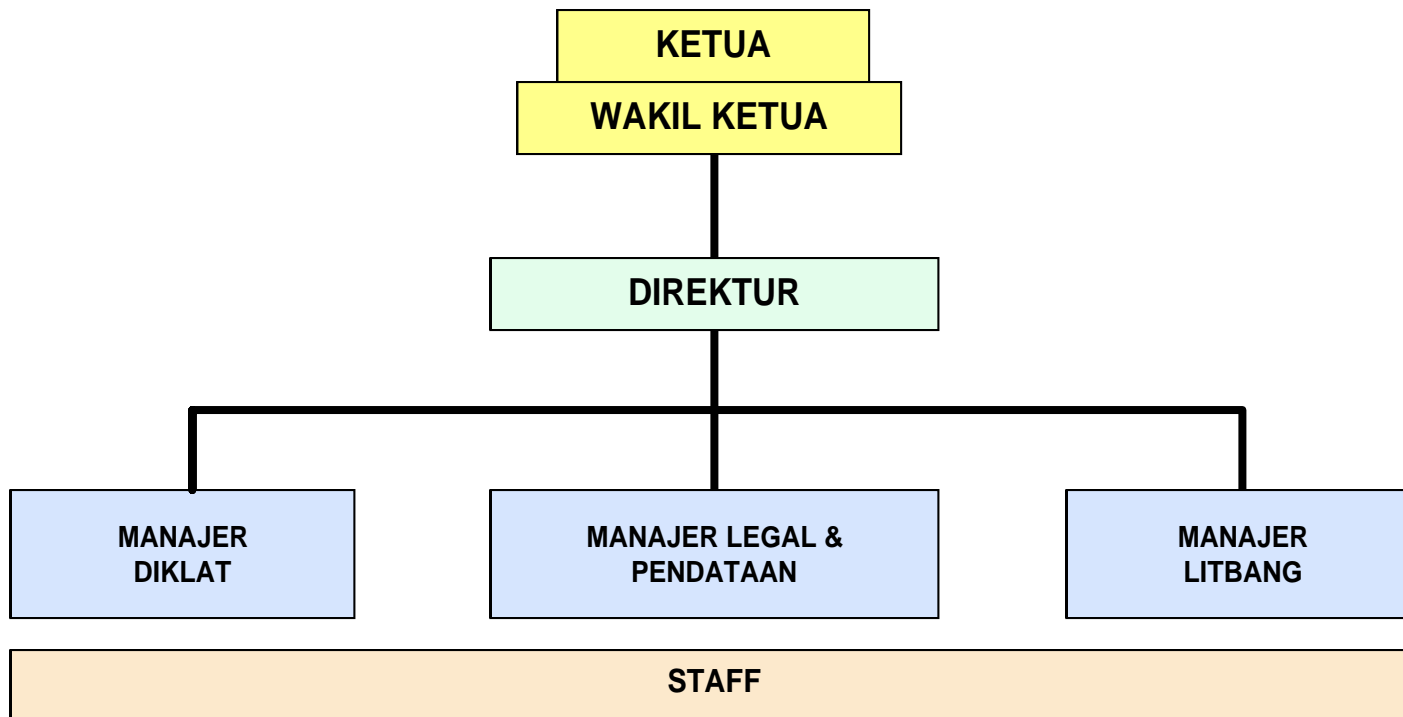 KETUA
WAKIL KETUA
DIREKTUR
MANAJER
DIKLAT
MANAJER LEGAL &
PENDATAAN
MANAJER
LITBANG
STAFF